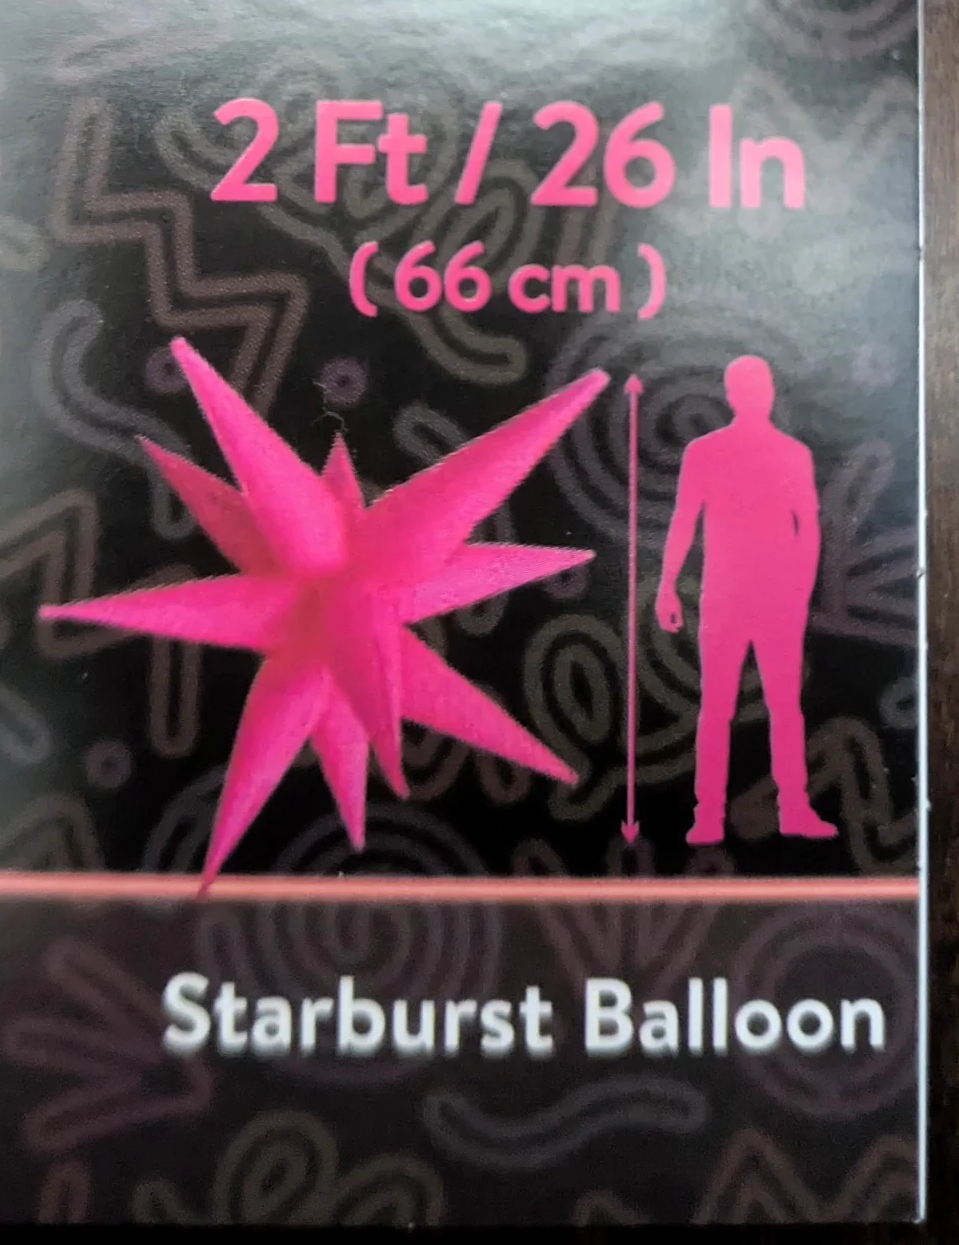 2 Ft / 26 In
( 66 cm )
Starburst Balloon